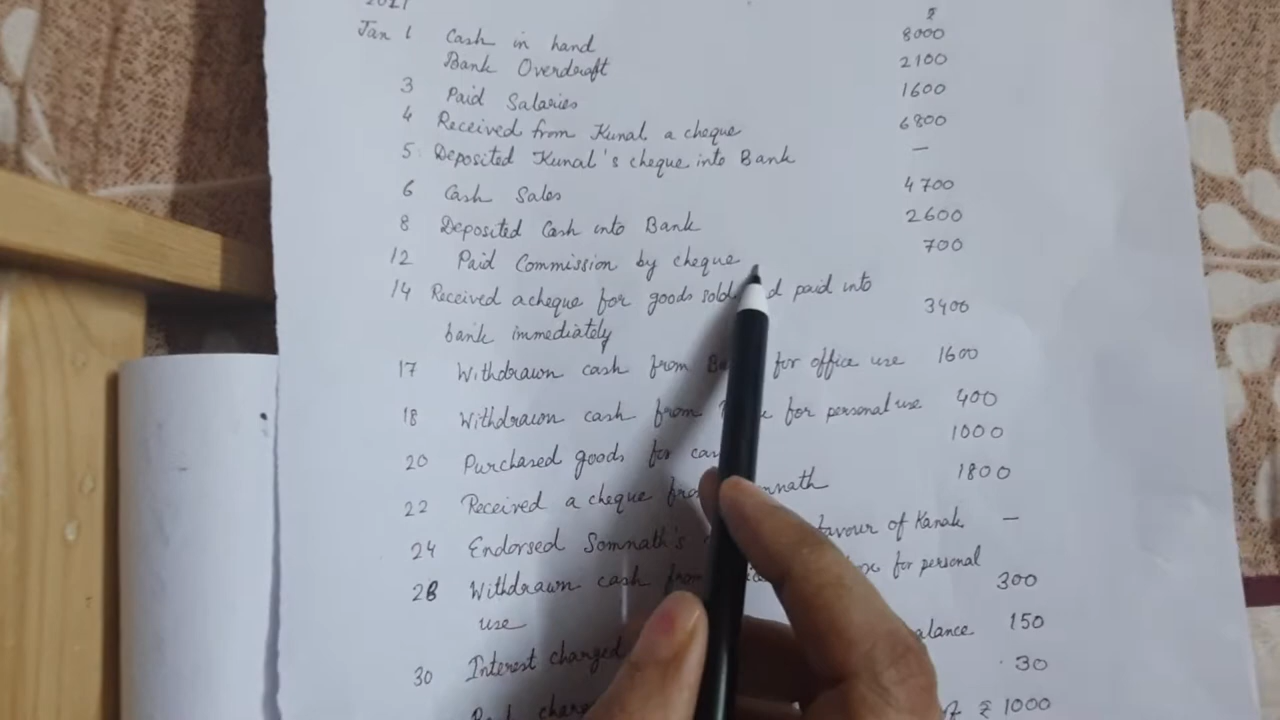 2021
₹
Jan 1 Cash in hand 8000
Bank Overdraft 2100
3 Paid Salaries 1600
4 Received from Kunal a cheque 6800
5 Deposited Kunal's cheque into Bank —
6 Cash Sales 4700
8 Deposited Cash into Bank 2600
12 Paid Commission by cheque 700
14 Received a cheque for goods sold paid into
bank immediately 3400
17 Withdrawn cash from for office use 1600
18 Withdrawn cash from for personal use 400
20 Purchased goods for 1000
22 Received a cheque 1800
24 Endorsed Somnath's favour of Kanak —
28 Withdrawn cash from for personal
use 300
30 Interest charged 150
30
₹ 1000